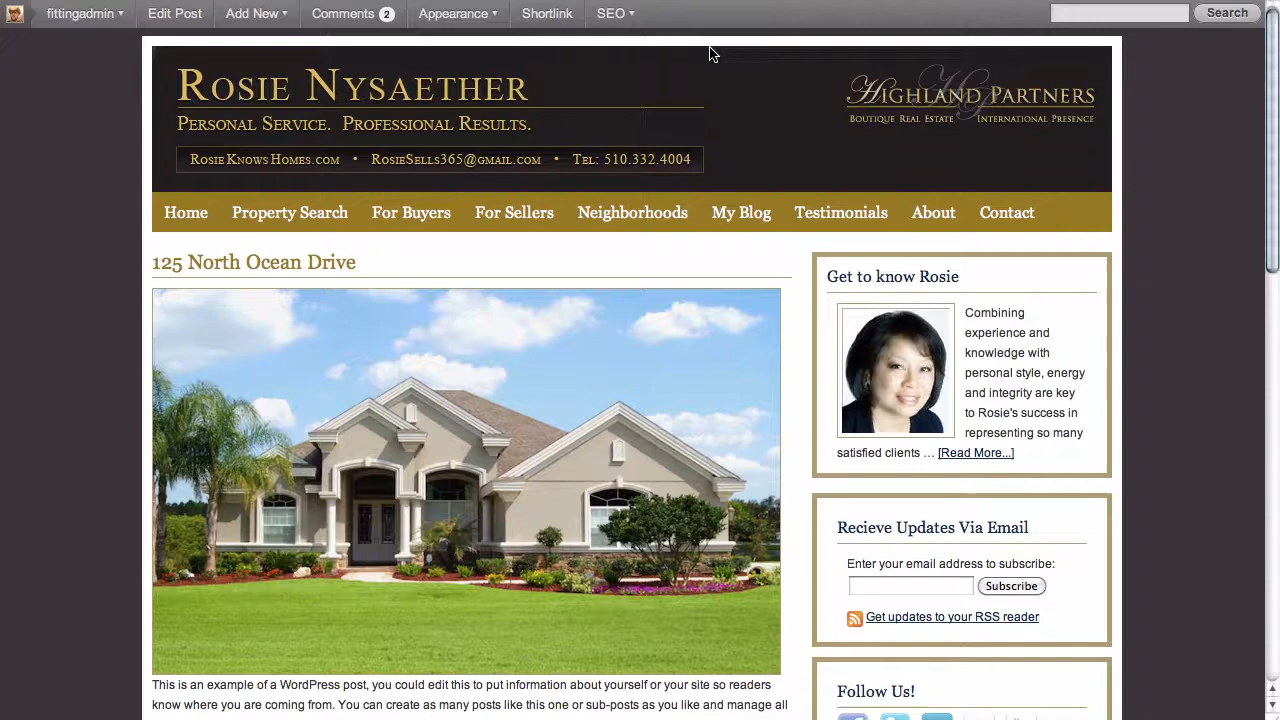 fittingadmin Edit Post Add New Comments 2 Appearance Shortlink SEO Search
Rosie Nysaether
Personal Service. Professional Results.
RosieKnowsHomes.com • RosieSells365@gmail.com • Tel: 510.332.4004
Highland Partners
Boutique Real Estate International Presence
Home Property Search For Buyers For Sellers Neighborhoods My Blog Testimonials About Contact
125 North Ocean Drive
This is an example of a WordPress post, you could edit this to put information about yourself or your site so readers
know where you are coming from. You can create as many posts like this one or sub-posts as you like and manage all
Get to know Rosie
Combining
experience and
knowledge with
personal style, energy
and integrity are key
to Rosie's success in
representing so many
satisfied clients … [Read More...]
Recieve Updates Via Email
Enter your email address to subscribe:
Subscribe
Get updates to your RSS reader
Follow Us!